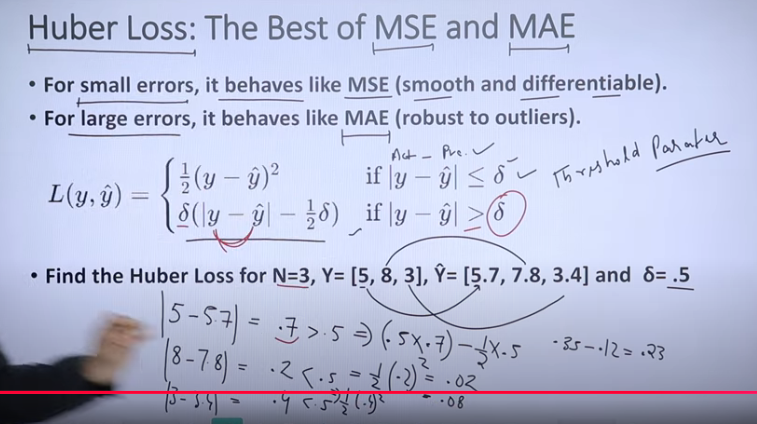 Huber Loss: The Best of MSE and MAE
• For small errors, it behaves like MSE (smooth and differentiable).
• For large errors, it behaves like MAE (robust to outliers).
Act – Pre. ✓
L(y, ŷ) = { ½(y − ŷ)² if |y − ŷ| ≤ δ ✓ Threshold
δ(|y − ŷ| − ½δ) if |y − ŷ| > δ
• Find the Huber Loss for N=3, Y= [5, 8, 3], Ŷ= [5.7, 7.8, 3.4] and δ= .5
|5 – 5.7| = .7 > .5 ⇒ (.5×.7) – ½×.5 .35 – .12 = .23
|8 – 7.8| = .2 < .5 = ½(.2)² = .02
|3 – 3.4| = .4 < .5 ½(.4)² = .08